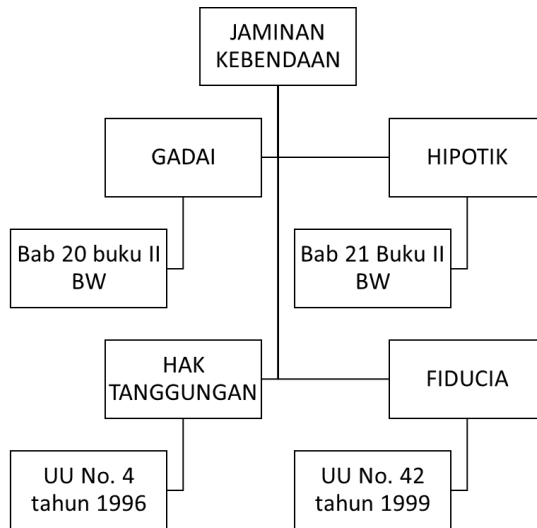 JAMINAN
KEBENDAAN
GADAI
HIPOTIK
Bab 20 buku II
BW
Bab 21 Buku II
BW
HAK
TANGGUNGAN
FIDUCIA
UU No. 4
tahun 1996
UU No. 42
tahun 1999